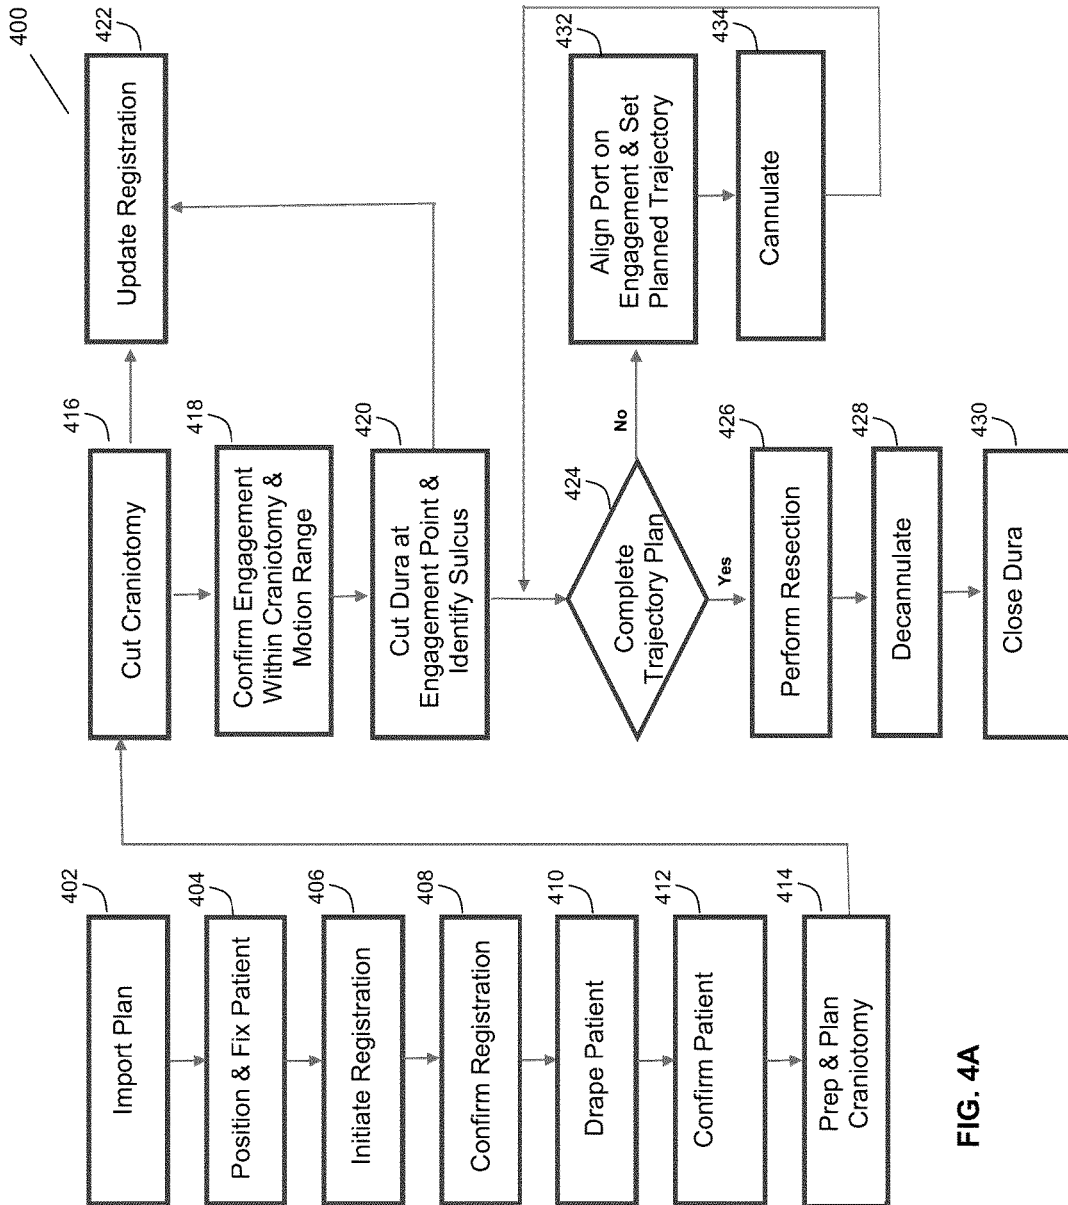 400
402
Import Plan
404
Position & Fix Patient
406
Initiate Registration
408
Confirm Registration
410
Drape Patient
412
Confirm Patient
414
Prep & Plan
Craniotomy
416
Cut Craniotomy
422
Update Registration
418
Confirm Engagement
Within Craniotomy &
Motion Range
420
Cut Dura at
Engagement Point &
Identify Sulcus
424
Complete
Trajectory Plan
No
Yes
432
Align Port on
Engagement & Set
Planned Trajectory
434
Cannulate
426
Perform Resection
428
Decannulate
430
Close Dura
FIG. 4A